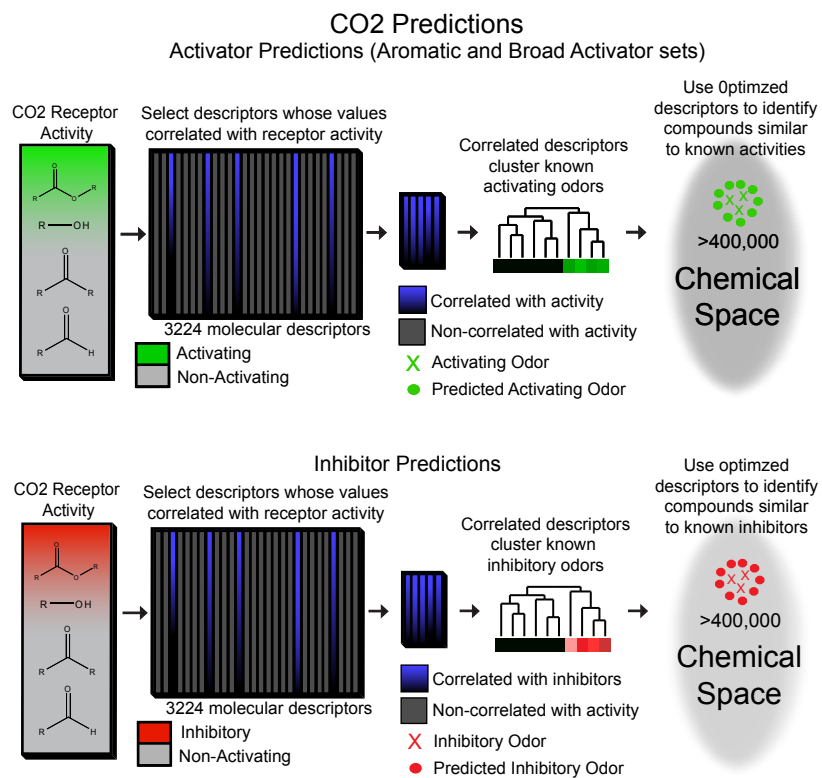 CO2 Predictions
Activator Predictions (Aromatic and Broad Activator sets)
CO2 Receptor
Activity
O
R
O
R
R
OH
O
R
R
O
R
H
Select descriptors whose values
correlated with receptor activity
3224 molecular descriptors
Activating
Non-Activating
Correlated descriptors
cluster known
activating odors
Correlated with activity
Non-correlated with activity
X Activating Odor
Predicted Activating Odor
Use 0ptimzed
descriptors to identify
compounds similar
to known activities
X X
X
>400,000
Chemical
Space
Inhibitor Predictions
CO2 Receptor
Activity
O
R
O
R
R
OH
O
R
R
O
R
H
Select descriptors whose values
correlated with receptor activity
3224 molecular descriptors
Inhibitory
Non-Activating
Correlated descriptors
cluster known
inhibitory odors
Correlated with inhibitors
Non-correlated with activity
X Inhibitory Odor
Predicted Inhibitory Odor
Use optimzed
descriptors to identify
compounds similar
to known inhibitors
X X
X
>400,000
Chemical
Space